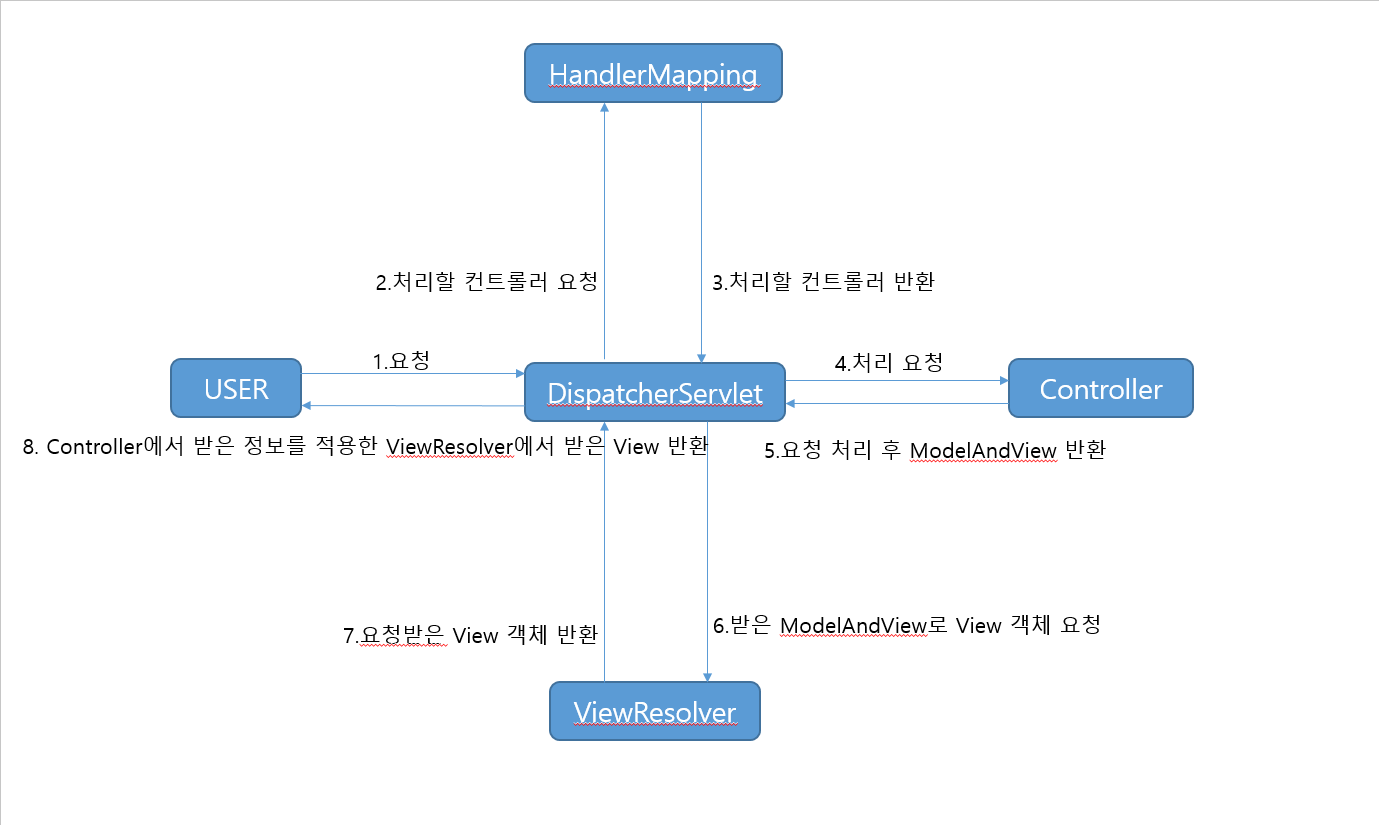 HandlerMapping
2.처리할 컨트롤러 요청
3.처리할 컨트롤러 반환
1.요청
4.처리 요청
USER
DispatcherServlet
Controller
8. Controller에서 받은 정보를 적용한 ViewResolver에서 받은 View 반환
5.요청 처리 후 ModelAndView 반환
7.요청받은 View 객체 반환
6.받은 ModelAndView로 View 객체 요청
ViewResolver